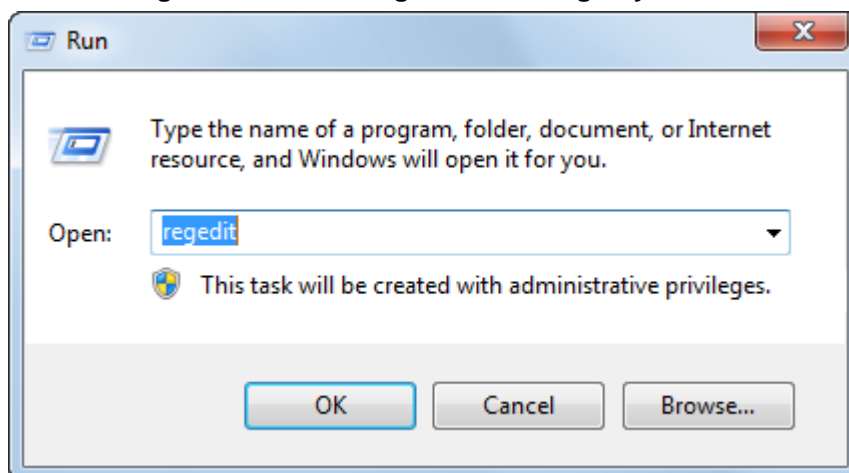 Run
Type the name of a program, folder, document, or Internet
resource, and Windows will open it for you.
Open: regedit
This task will be created with administrative privileges.
OK Cancel Browse...